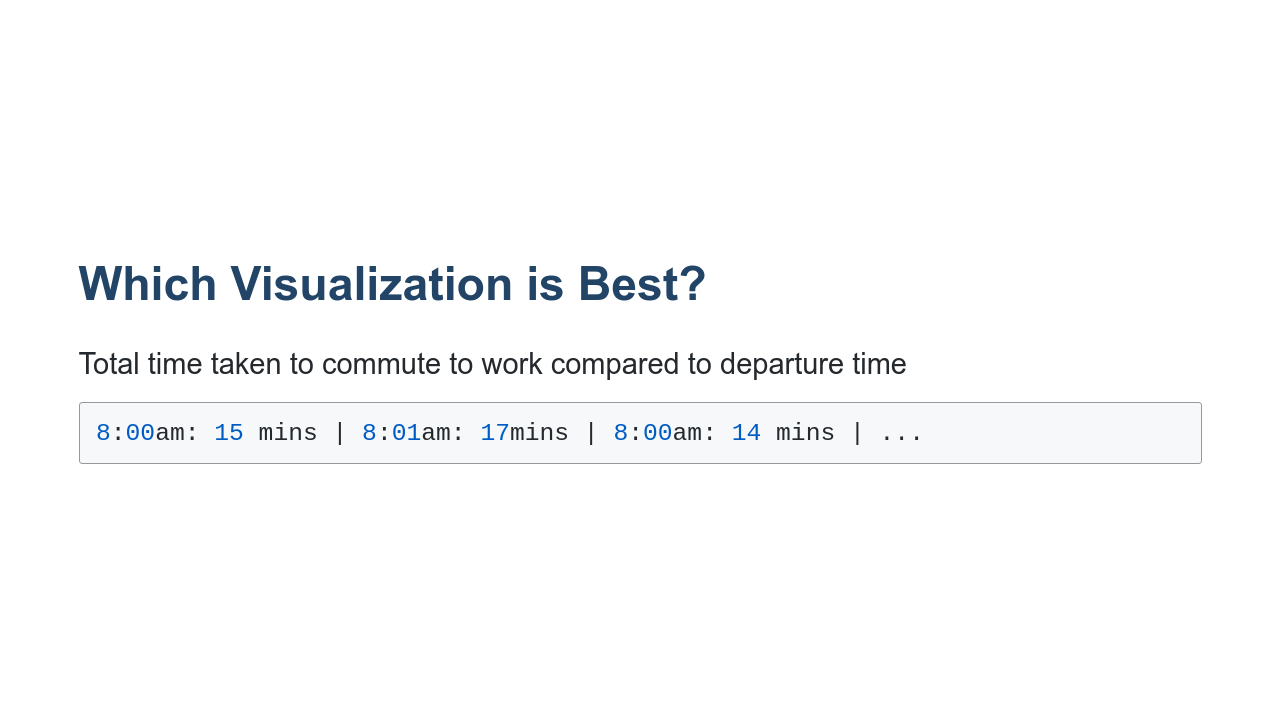 Which Visualization is Best?
Total time taken to commute to work compared to departure time
8:00am: 15 mins | 8:01am: 17mins | 8:00am: 14 mins | ...